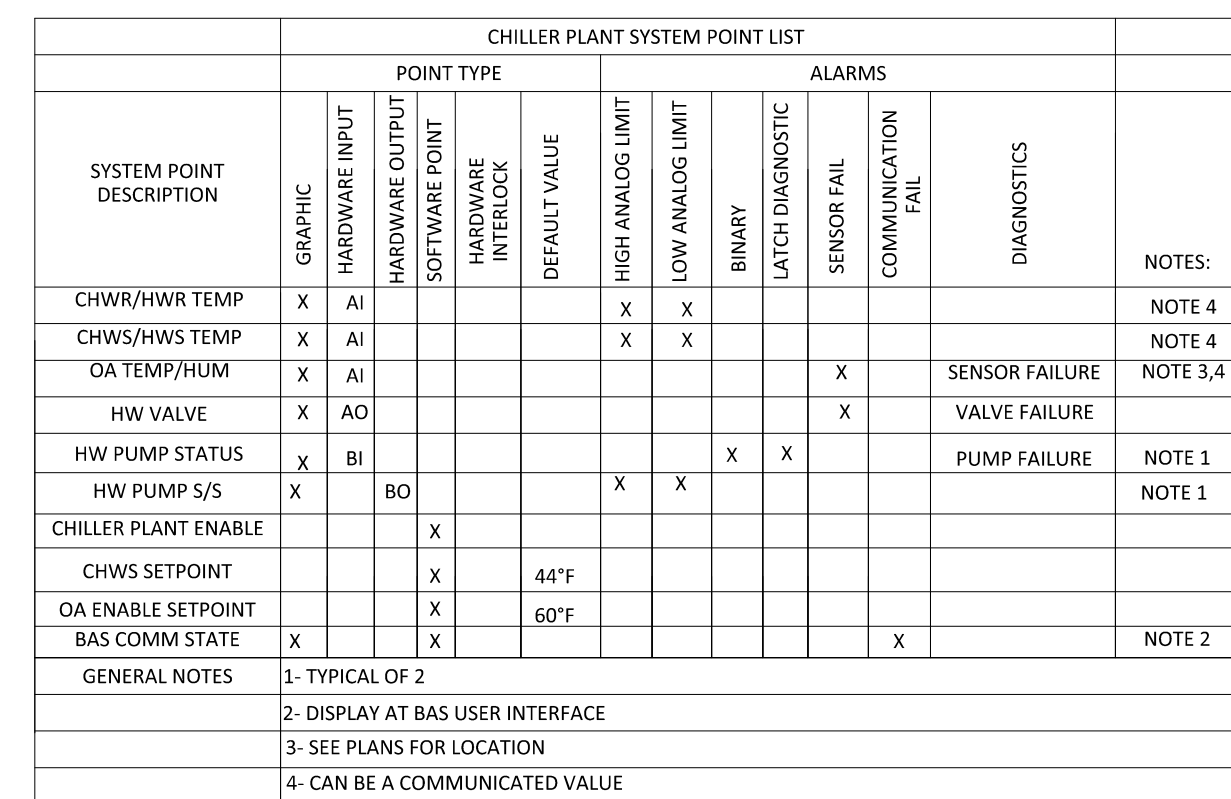 CHILLER PLANT SYSTEM POINT LIST
POINT TYPE ALARMS
SYSTEM POINT
DESCRIPTION
GRAPHIC
HARDWARE INPUT
HARDWARE OUTPUT
SOFTWARE POINT
HARDWARE
INTERLOCK
DEFAULT VALUE
HIGH ANALOG LIMIT
LOW ANALOG LIMIT
BINARY
LATCH DIAGNOSTIC
SENSOR FAIL
COMMUNICATION
FAIL
DIAGNOSTICS
NOTES:
CHWR/HWR TEMP X AI X X NOTE 4
CHWS/HWS TEMP X AI X X NOTE 4
OA TEMP/HUM X AI X SENSOR FAILURE NOTE 3,4
HW VALVE X AO X VALVE FAILURE
HW PUMP STATUS X BI X X PUMP FAILURE NOTE 1
HW PUMP S/S X BO X X NOTE 1
CHILLER PLANT ENABLE X
CHWS SETPOINT X 44°F
OA ENABLE SETPOINT X 60°F
BAS COMM STATE X X X NOTE 2
GENERAL NOTES 1- TYPICAL OF 2
2- DISPLAY AT BAS USER INTERFACE
3- SEE PLANS FOR LOCATION
4- CAN BE A COMMUNICATED VALUE